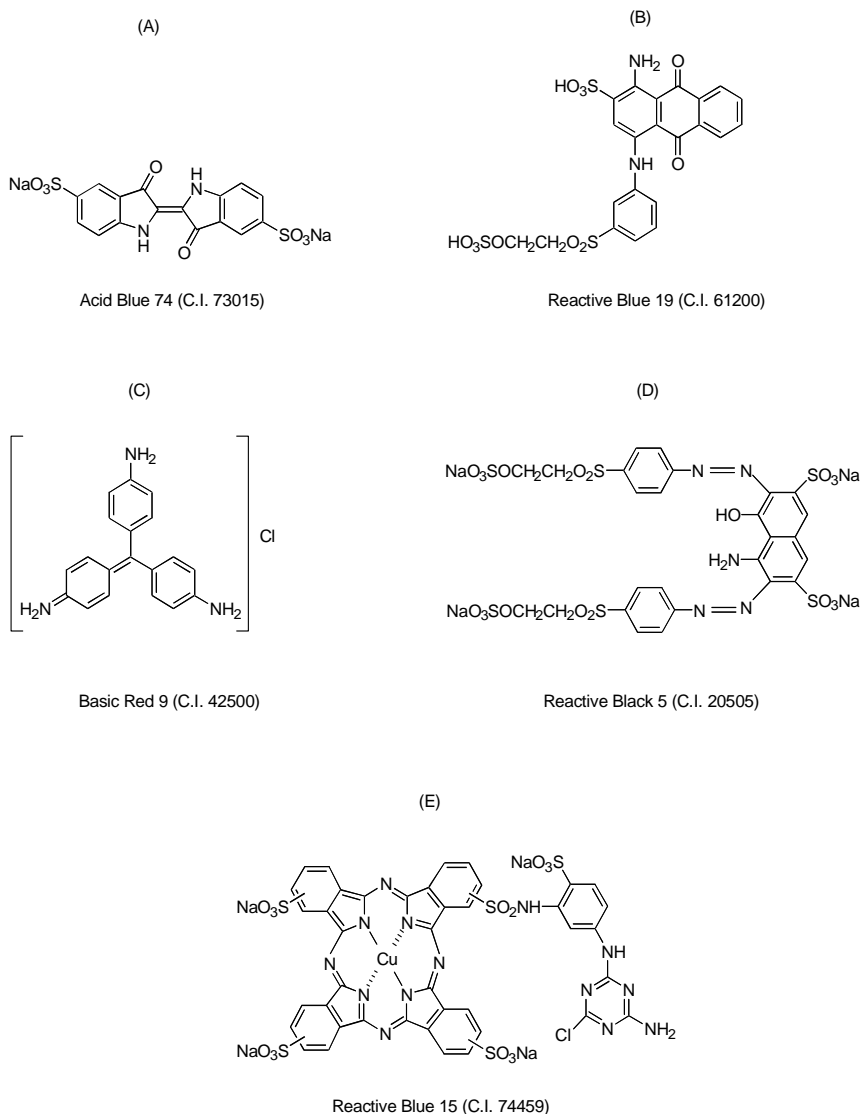 (A)
(B)
NaO3S
O
HN
N
H
O
SO3Na
Acid Blue 74 (C.I. 73015)
NH2
O
HO3S
O
NH
HO3SOCH2CH2O2S
Reactive Blue 19 (C.I. 61200)
(C)
(D)
NH2
H2N
NH2
Cl
Basic Red 9 (C.I. 42500)
NaO3SOCH2CH2O2S
N
N
SO3Na
HO
H2N
NaO3SOCH2CH2O2S
N
N
SO3Na
Reactive Black 5 (C.I. 20505)
(E)
NaO3S
N
SO2NH
NaO3S
N
N
N
Cu
N
NH
N
N
NaO3S
N
SO3Na
N
N
Cl
N
NH2
Reactive Blue 15 (C.I. 74459)